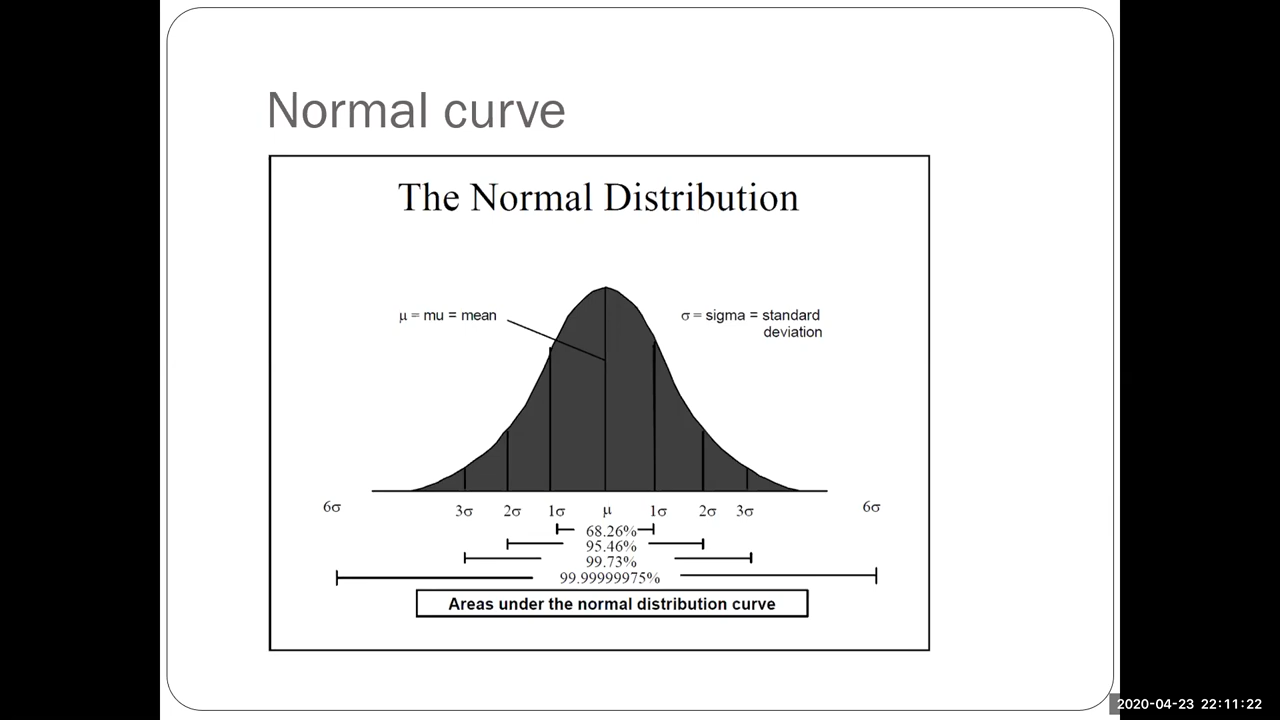 Normal curve
The Normal Distribution
μ = mu = mean
σ = sigma = standard
deviation
6σ 3σ 2σ 1σ μ 1σ 2σ 3σ 6σ
68.26%
95.46%
99.73%
99.99999975%
Areas under the normal distribution curve
2020-04-23 22:11:22